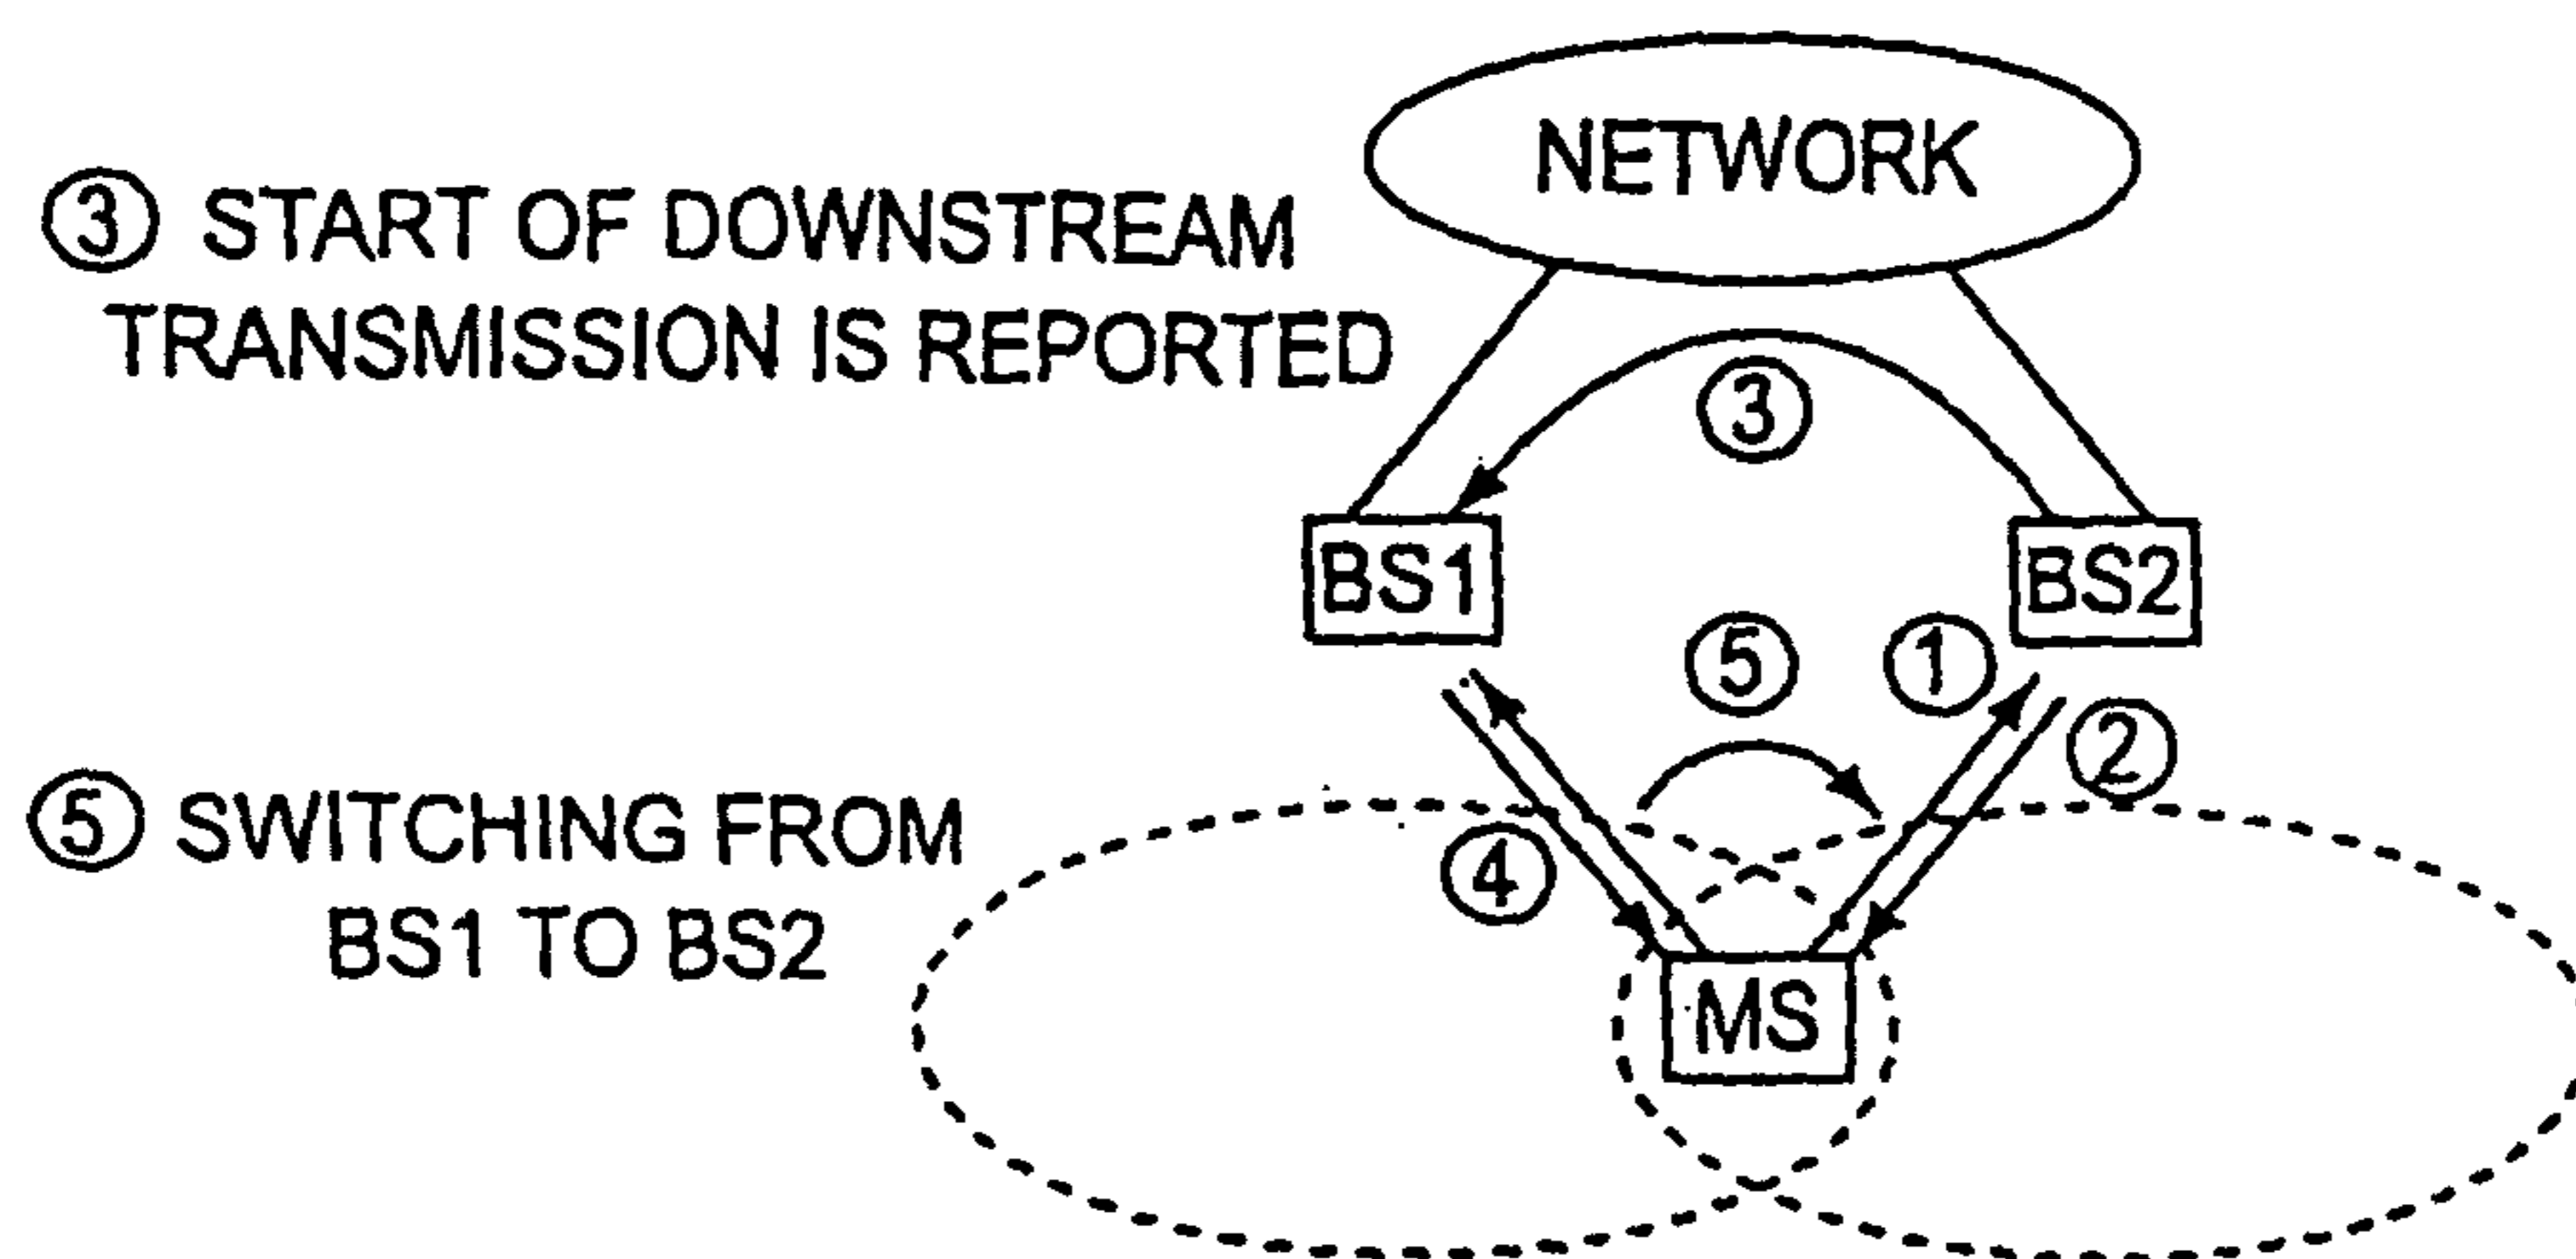 NETWORK
③ START OF DOWNSTREAM
TRANSMISSION IS REPORTED
③
BS1
BS2
⑤
①
②
⑤ SWITCHING FROM
BS1 TO BS2
④
MS